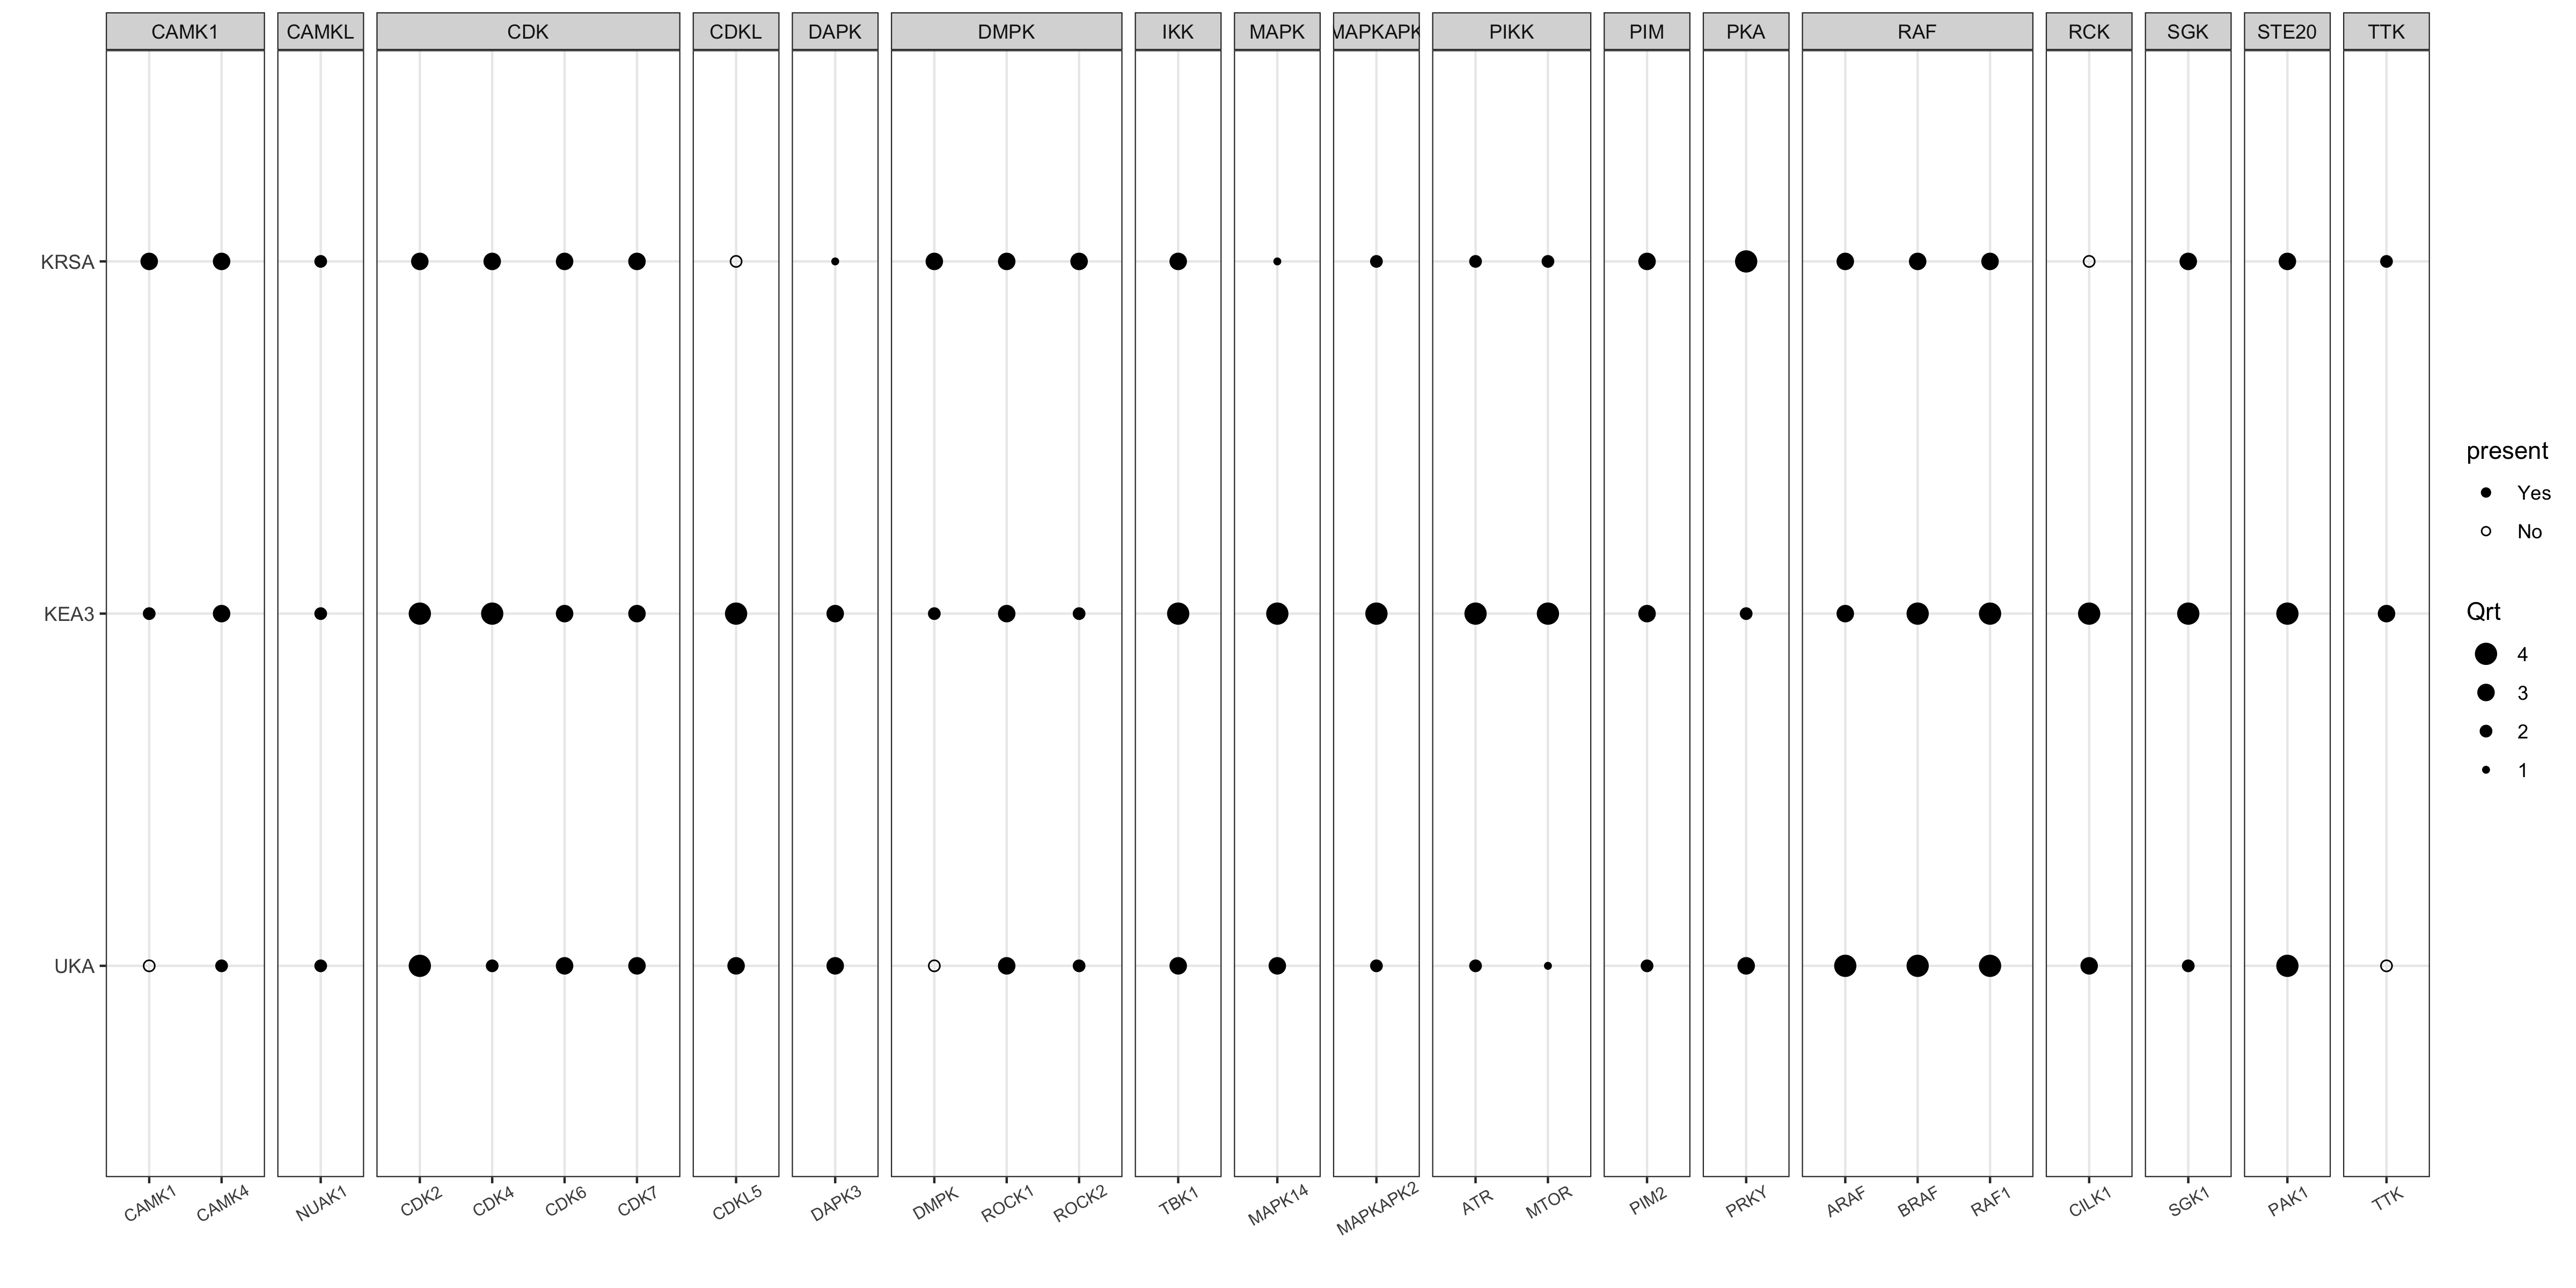 CAMK1 CAMKL CDK CDKL DAPK DMPK IKK MAPK MAPKAPK PIKK PIM PKA RAF RCK SGK STE20 TTK
KRSA
KEA3
UKA
CAMK1 CAMK4 NUAK1 CDK2 CDK4 CDK6 CDK7 CDKL5 DAPK3 DMPK ROCK1 ROCK2 TBK1 MAPK14 MAPKAPK2 ATR MTOR PIM2 PRKY ARAF BRAF RAF1 CILK1 SGK1 PAK1 TTK
present
Yes
No
Qrt
4
3
2
1